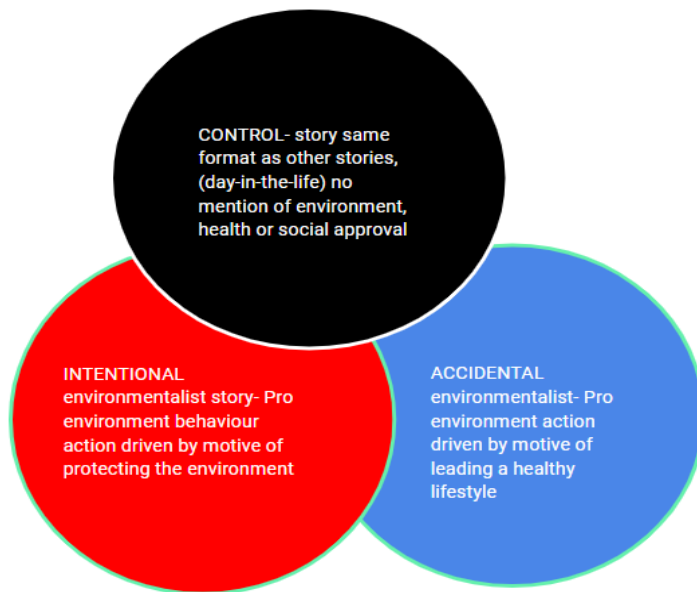 CONTROL- story same
format as other stories,
(day-in-the-life) no
mention of environment,
health or social approval
INTENTIONAL
environmentalist story- Pro
environment behaviour
action driven by motive of
protecting the environment
ACCIDENTAL
environmentalist- Pro
environment action
driven by motive of
leading a healthy
lifestyle